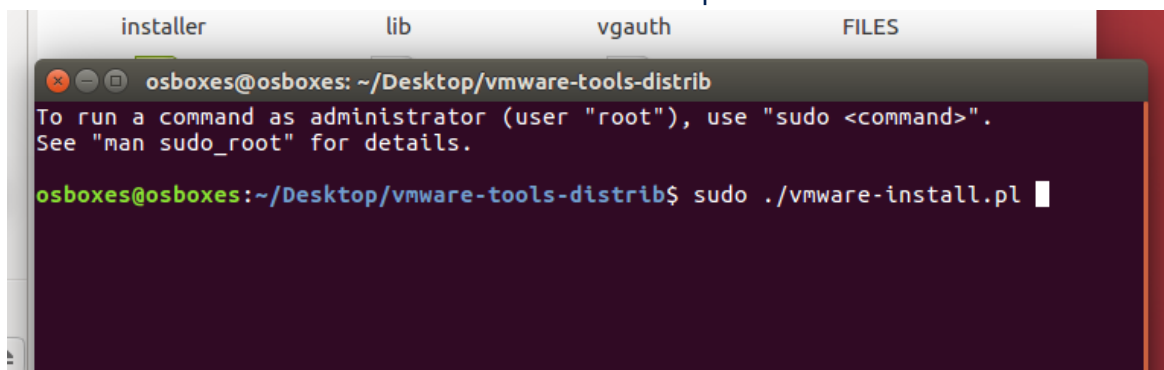 installer lib vgauth FILES
osboxes@osboxes: ~/Desktop/vmware-tools-distrib
To run a command as administrator (user "root"), use "sudo <command>".
See "man sudo_root" for details.
osboxes@osboxes:~/Desktop/vmware-tools-distrib$ sudo ./vmware-install.pl